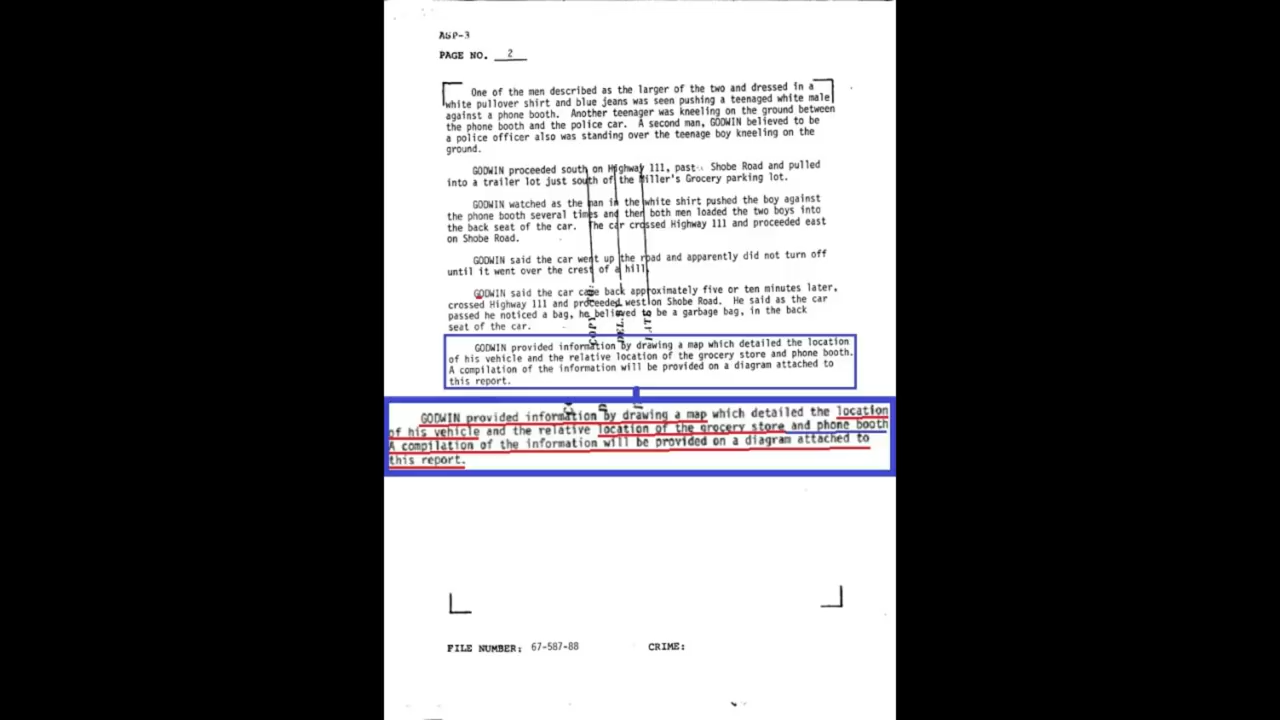 ASP-3
PAGE NO. 2
One of the men described as the larger of the two and dressed in a
white pullover shirt and blue jeans was seen pushing a teenaged white male
against a phone booth. Another teenager was kneeling on the ground between
the phone booth and the police car. A second man, GODWIN believed to be
a police officer also was standing over the teenage boy kneeling on the
ground.
GODWIN proceeded south on Highway 111, past Shobe Road and pulled
into a trailer lot just south of the Miller's Grocery parking lot.
GODWIN watched as the man in the white shirt pushed the boy against
the phone booth several times and then both men loaded the two boys into
the back seat of the car. The car crossed Highway 111 and proceeded east
on Shobe Road.
GODWIN said the car went up the road and apparently did not turn off
until it went over the crest of a hill.
GODWIN said the car came back approximately five or ten minutes later,
crossed Highway 111 and proceeded west on Shobe Road. He said as the car
passed he noticed a bag, he believed to be a garbage bag, in the back
seat of the car.
GODWIN provided information by drawing a map which detailed the location
of his vehicle and the relative location of the grocery store and phone booth.
A compilation of the information will be provided on a diagram attached to
this report.
GODWIN provided information by drawing a map which detailed the location
of his vehicle and the relative location of the grocery store and phone booth
A compilation of the information will be provided on a diagram attached to
this report.
FILE NUMBER: 67-587-88 CRIME: